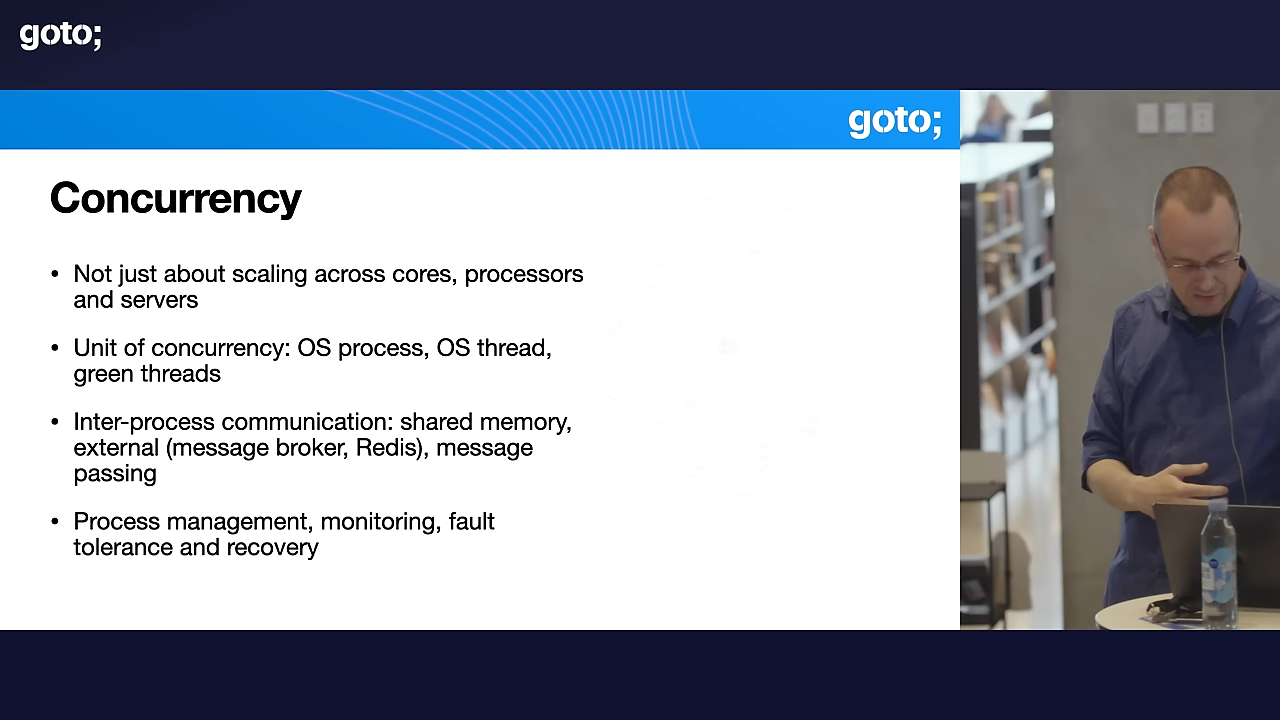 goto;
goto;
Concurrency
• Not just about scaling across cores, processors
and servers
• Unit of concurrency: OS process, OS thread,
green threads
• Inter-process communication: shared memory,
external (message broker, Redis), message
passing
• Process management, monitoring, fault
tolerance and recovery